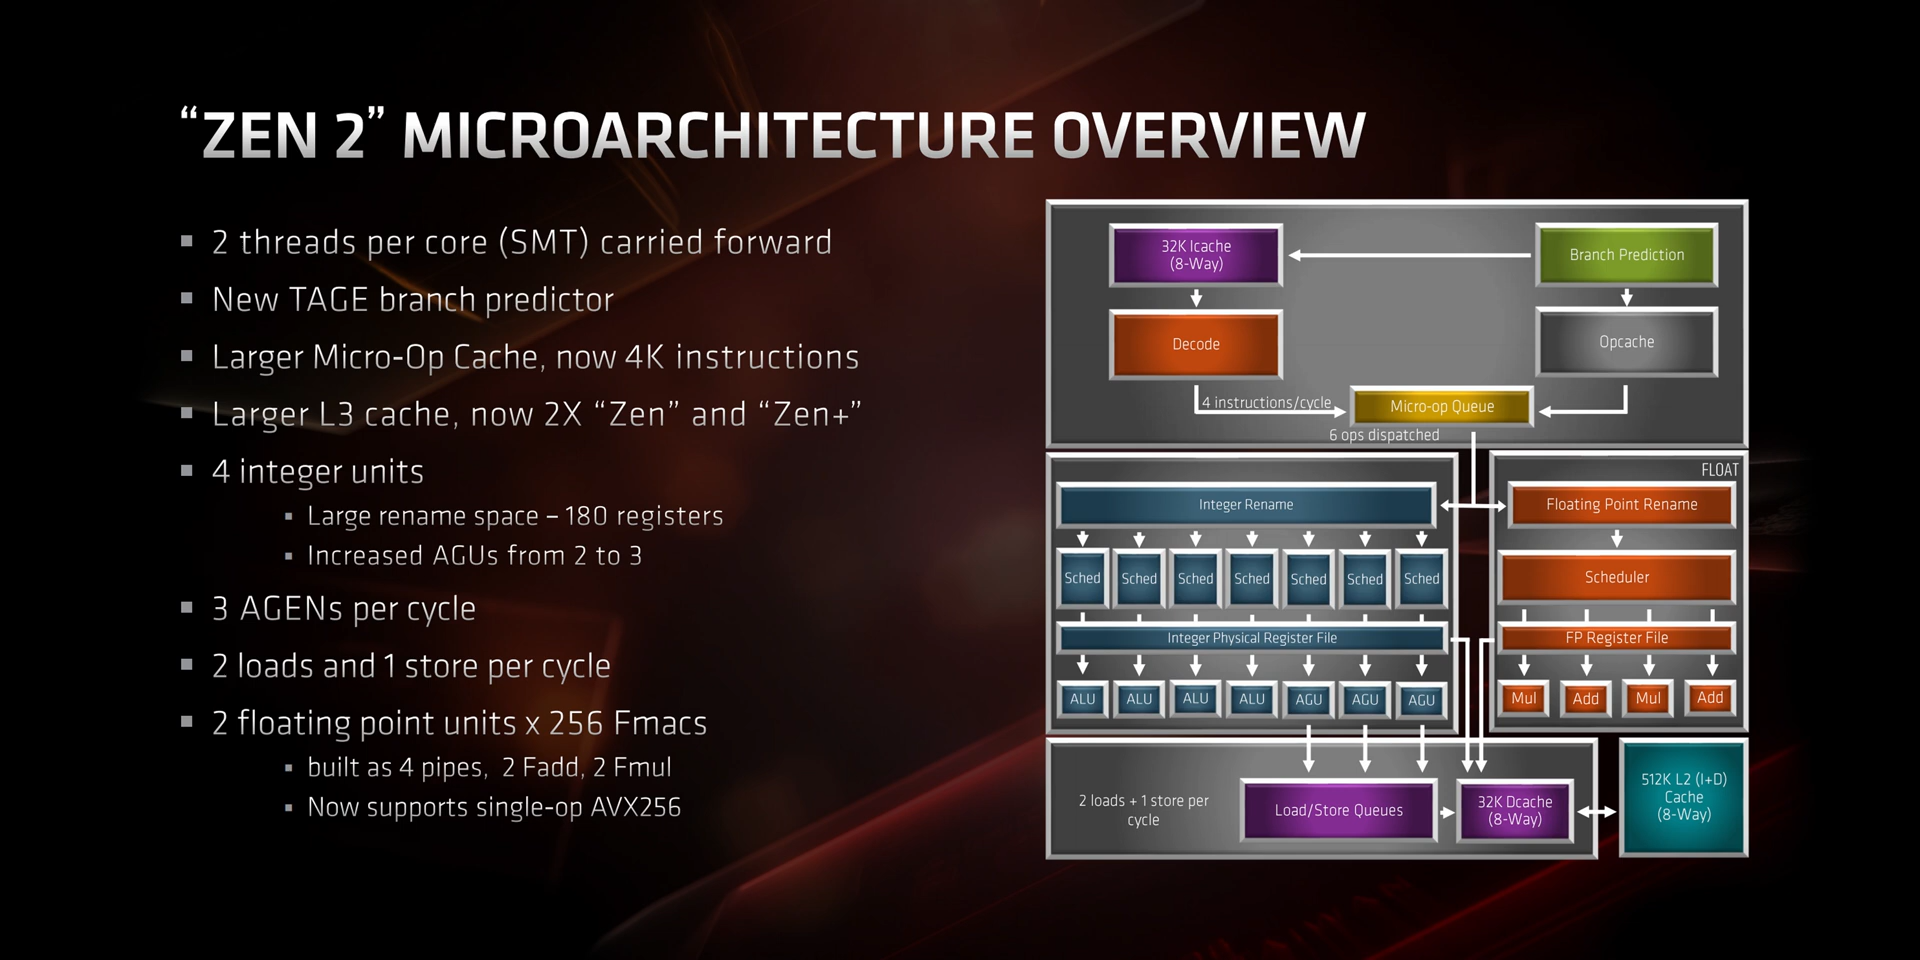 “ZEN 2” MICROARCHITECTURE OVERVIEW
2 threads per core (SMT) carried forward
New TAGE branch predictor
Larger Micro-Op Cache, now 4K instructions
Larger L3 cache, now 2X “Zen” and “Zen+”
4 integer units
Large rename space – 180 registers
Increased AGUs from 2 to 3
3 AGENs per cycle
2 loads and 1 store per cycle
2 floating point units x 256 Fmacs
built as 4 pipes, 2 Fadd, 2 Fmul
Now supports single-op AVX256
32K Icache
(8-Way)
Branch Prediction
Decode
Opcache
4 instructions/cycle
Micro-op Queue
6 ops dispatched
FLOAT
Integer Rename
Floating Point Rename
Sched Sched Sched Sched Sched Sched Sched
Scheduler
Integer Physical Register File
FP Register File
ALU ALU ALU ALU AGU AGU AGU
Mul Add Mul Add
2 loads + 1 store per
cycle
Load/Store Queues
32K Dcache
(8-Way)
512K L2 (I+D)
Cache
(8-Way)